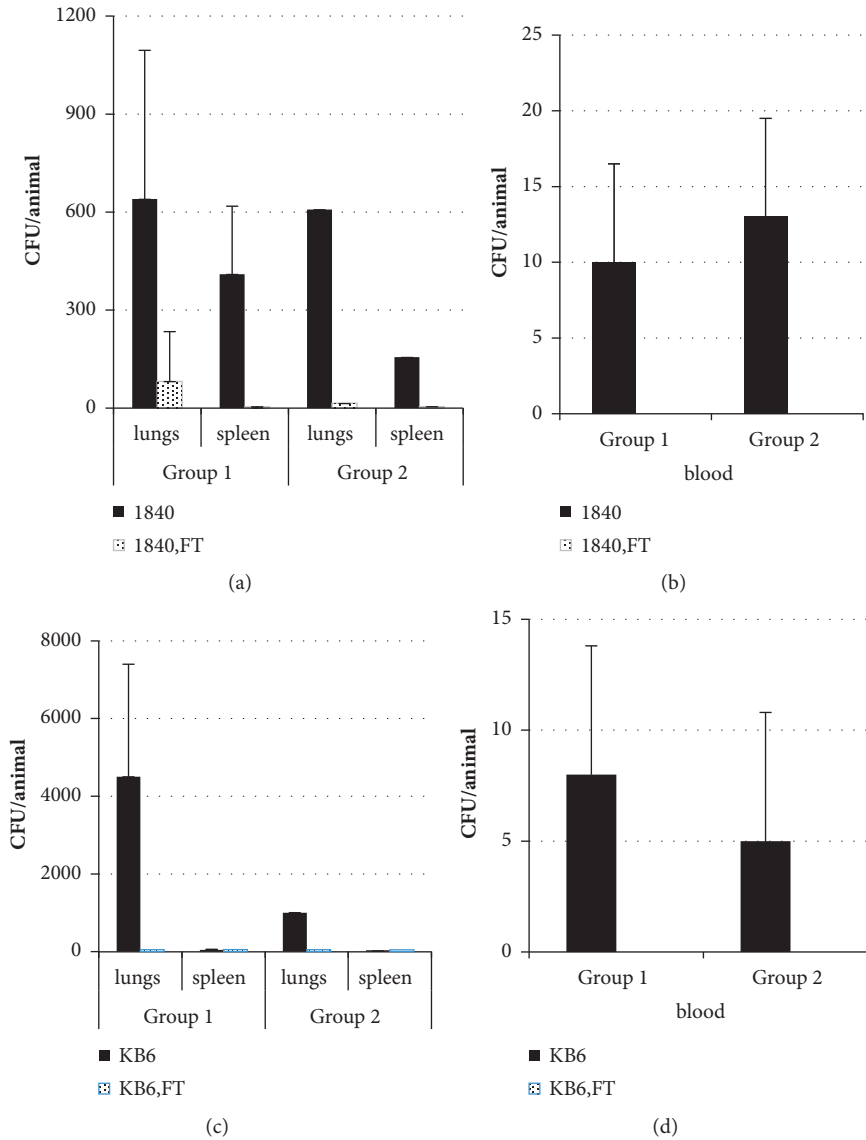 1200
900
600
300
0
CFU/animal
lungs spleen lungs spleen
Group 1 Group 2
1840
1840,FT
(a)
25
20
15
10
5
0
CFU/animal
Group 1 Group 2
blood
1840
1840,FT
(b)
8000
6000
4000
2000
0
CFU/animal
lungs spleen lungs spleen
Group 1 Group 2
KB6
KB6,FT
(c)
15
10
5
0
CFU/animal
Group 1 Group 2
blood
KB6
KB6,FT
(d)